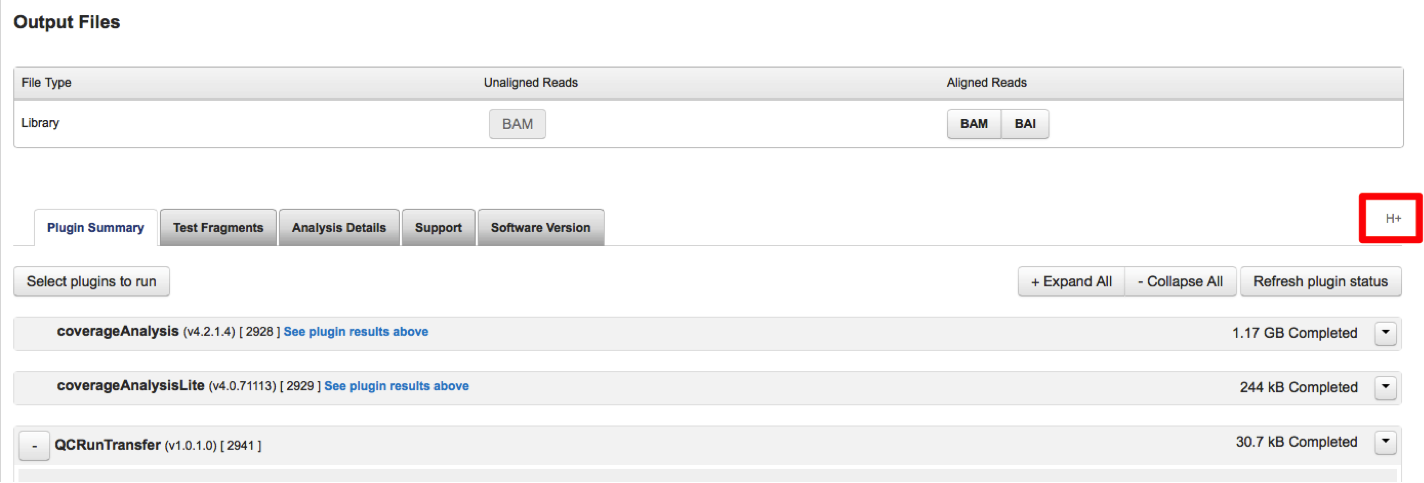 Output Files
File Type Unaligned Reads Aligned Reads
Library BAM BAM BAI
H+
Plugin Summary Test Fragments Analysis Details Support Software Version
Select plugins to run + Expand All - Collapse All Refresh plugin status
coverageAnalysis (v4.2.1.4) [ 2928 ] See plugin results above 1.17 GB Completed
coverageAnalysisLite (v4.0.71113) [ 2929 ] See plugin results above 244 kB Completed
- QCRunTransfer (v1.0.1.0) [ 2941 ] 30.7 kB Completed